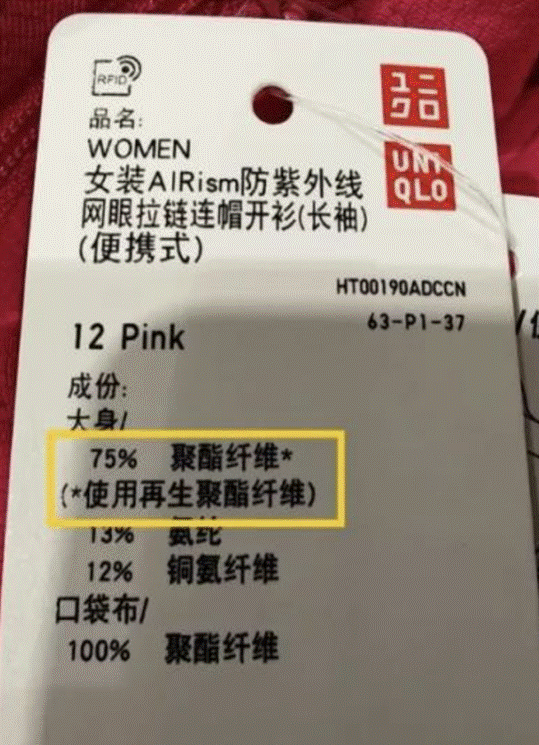 RFID
ユニ
クロ
品名:
WOMEN
UNI
QLO
女装AIRism防紫外线
网眼拉链连帽开衫(长袖)
(便携式)
HT00190ADCCN
63-P1-37
12 Pink
成份:
大身/
75% 聚酯纤维*
(*使用再生聚酯纤维)
13% 氨纶
12% 铜氨纤维
口袋布/
100% 聚酯纤维